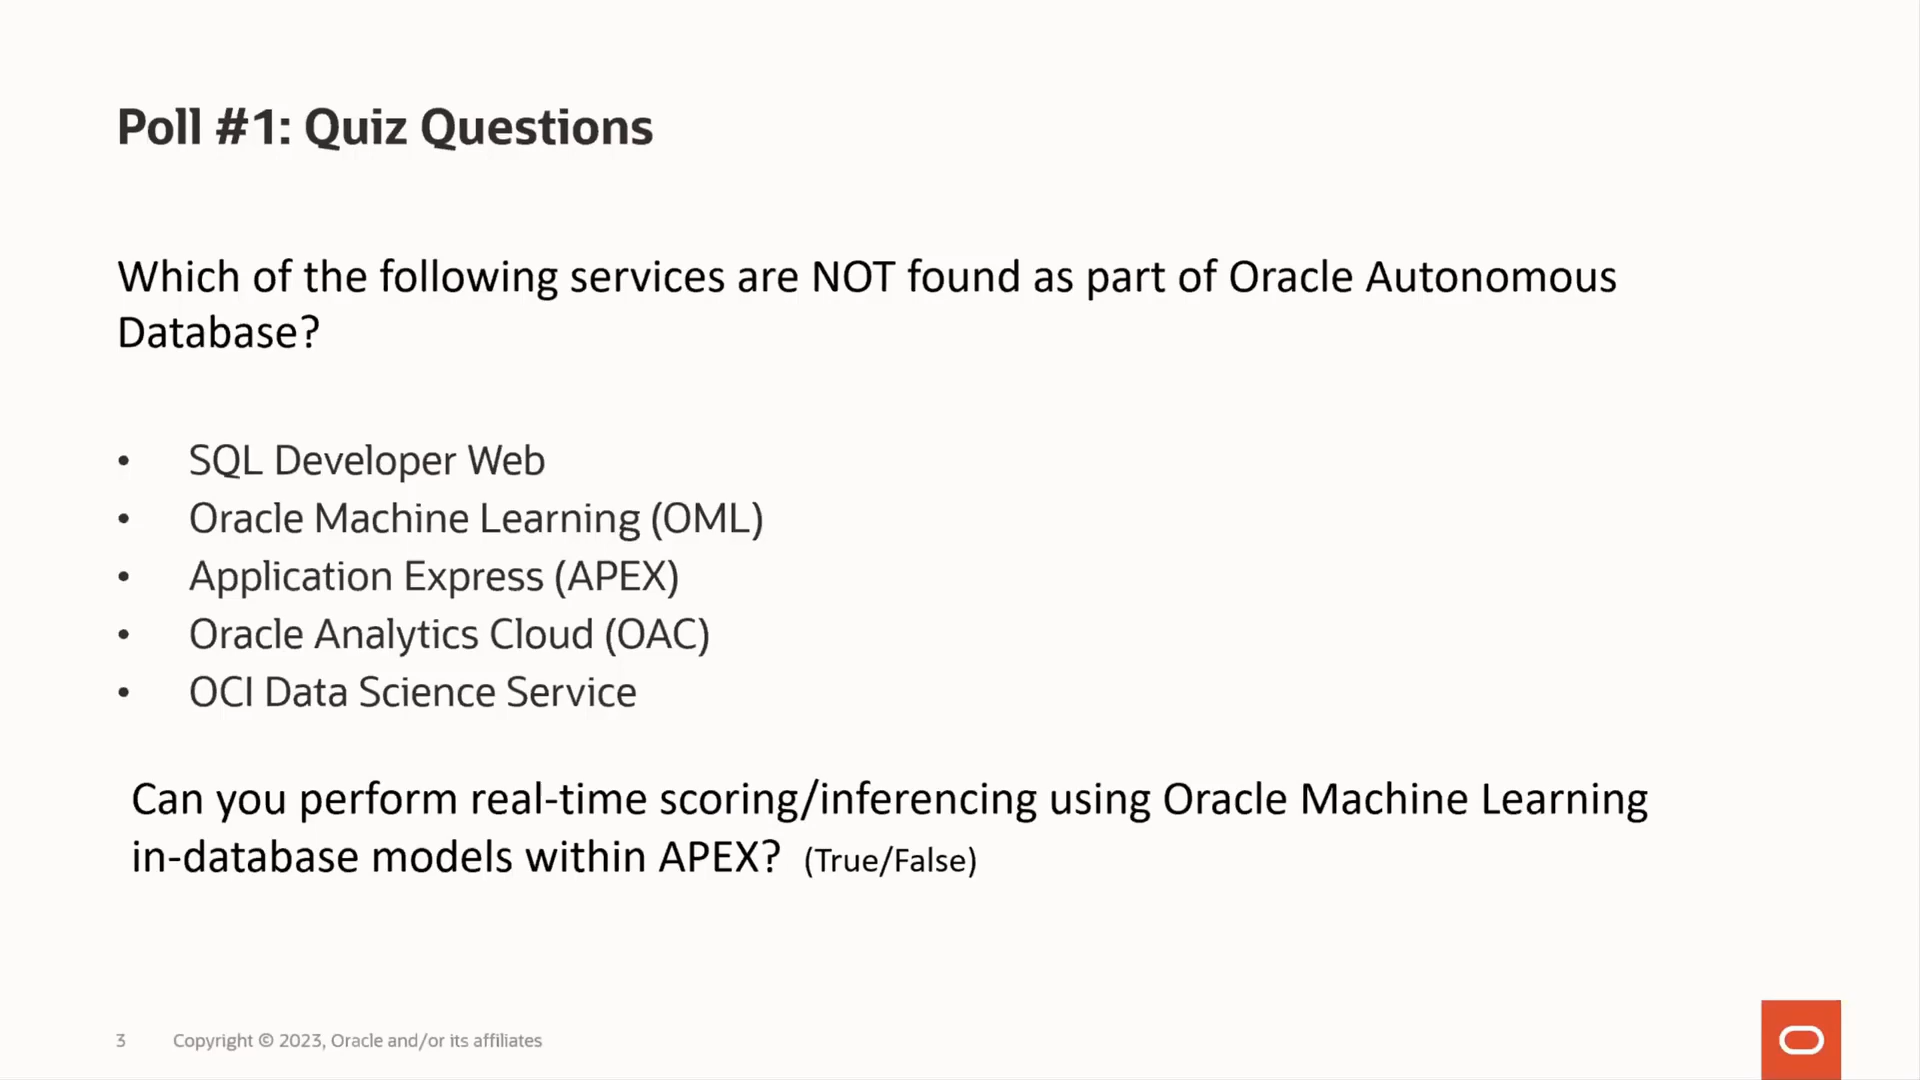 Poll #1: Quiz Questions
Which of the following services are NOT found as part of Oracle Autonomous
Database?
• SQL Developer Web
• Oracle Machine Learning (OML)
• Application Express (APEX)
• Oracle Analytics Cloud (OAC)
• OCI Data Science Service
Can you perform real-time scoring/inferencing using Oracle Machine Learning
in-database models within APEX? (True/False)
3 Copyright © 2023, Oracle and/or its affiliates